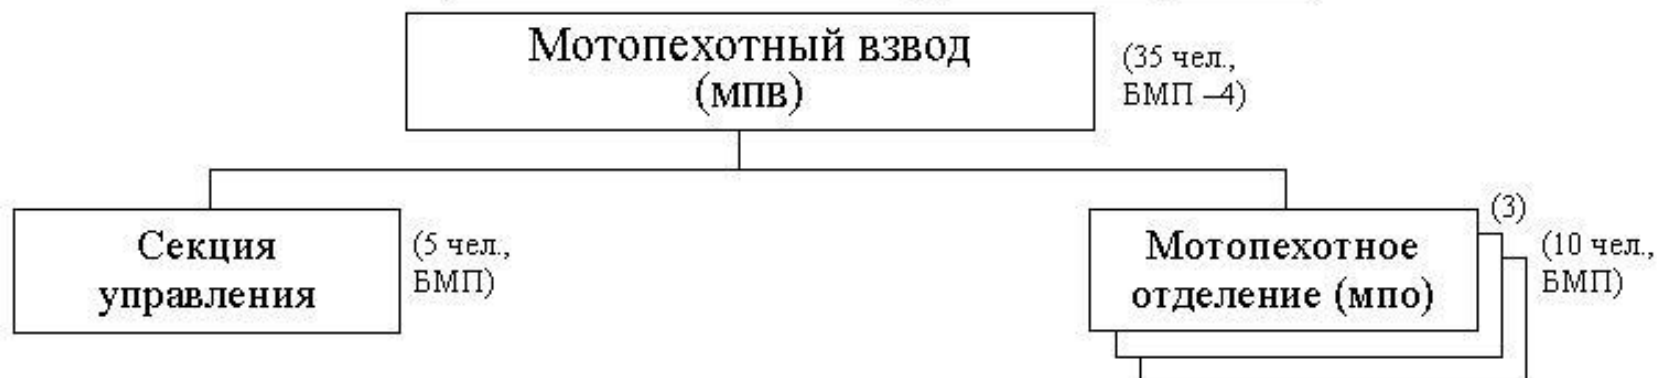 Мотопехотный взвод
(мпв)
(35 чел.,
БМП –4)
Секция
управления
(5 чел.,
БМП)
Мотопехотное
отделение (мпо)
(3)
(10 чел.,
БМП)